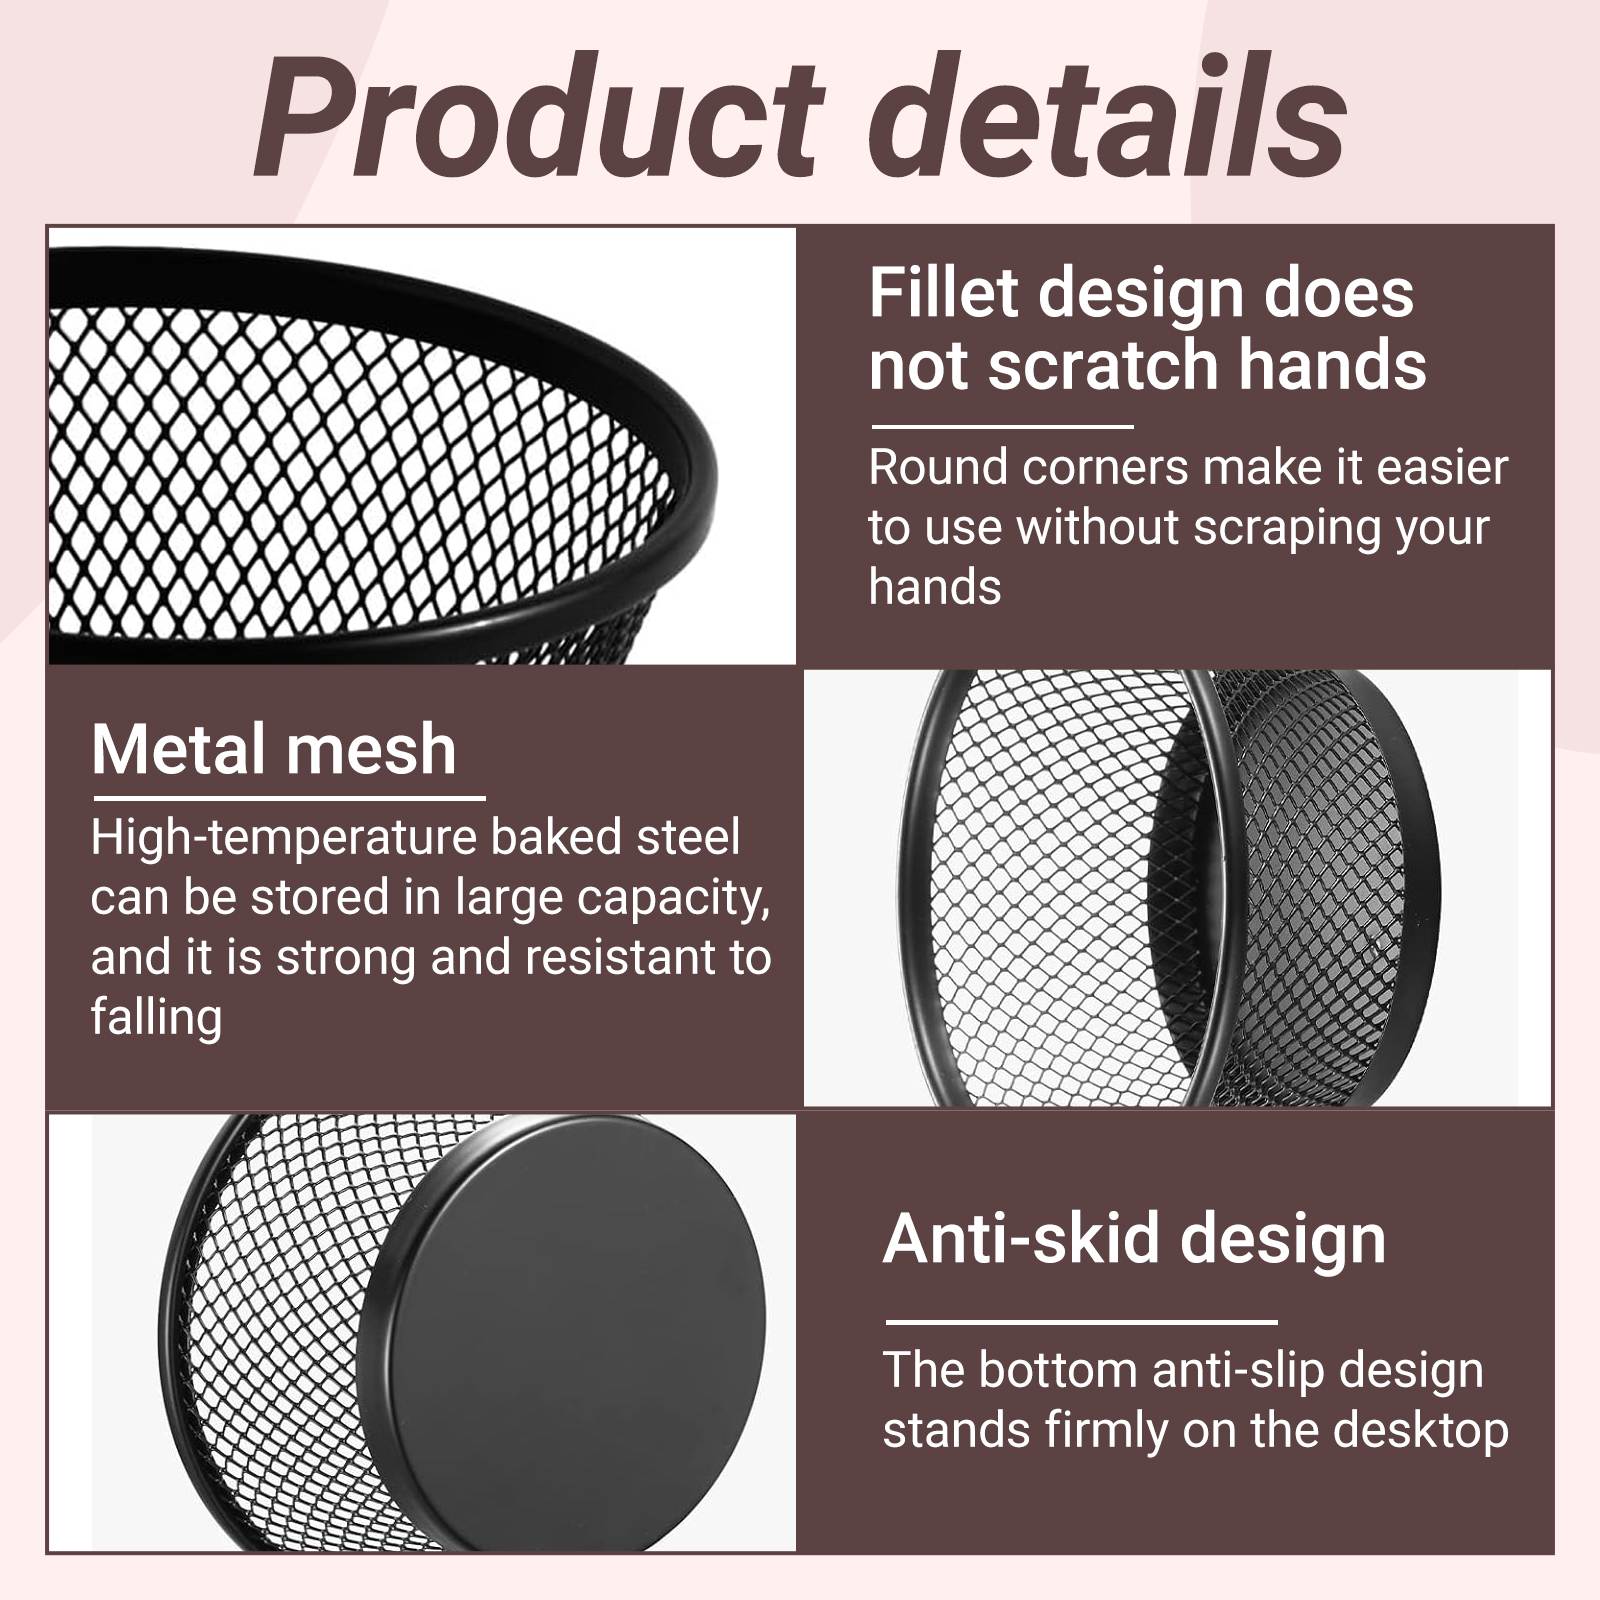 Product details
Fillet design does
not scratch hands
Round corners make it easier
to use without scraping your
hands
Metal mesh
High-temperature baked steel
can be stored in large capacity,
and it is strong and resistant to
falling
Anti-skid design
The bottom anti-slip design
stands firmly on the desktop